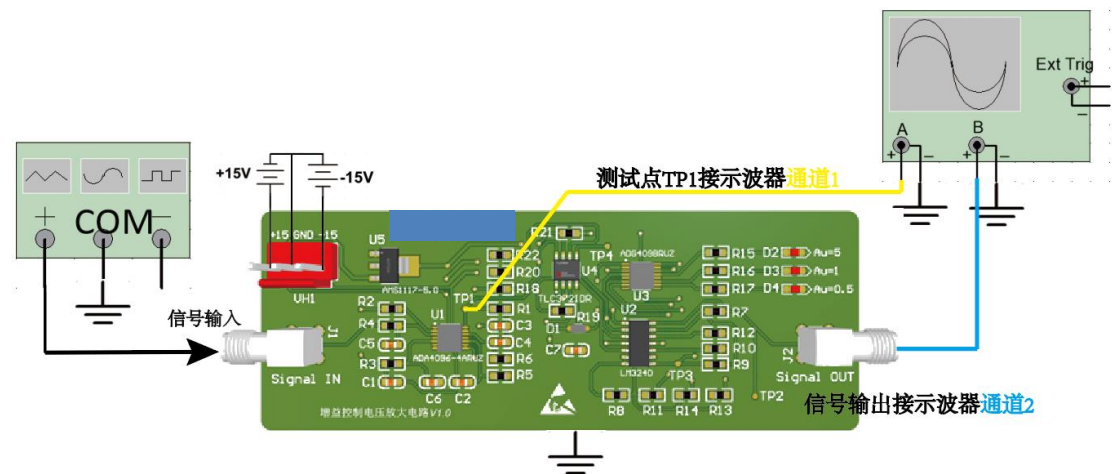 Ext Trig
+
−
A
B
+ − + −
测试点TP1接示波器通道1
+15V
-15V
+ COM −
+15 GND -15
U5
AMS1117-5.0
VH1
R21
TP4
ADG409BRUZ
R22
R20
R18
U4
TLC372IDR
U3
R15 D2 Au=5
R16 D3 Au=1
R17 D4 Au=0.5
TP1
R2
U1
R1
R19
U2
R7
信号输入
J1
R4
C3
D1
R12
C5
C4
C7
R10
J2
ADA4096-4ARUZ
R3
R6
LM324D
TP3
R9
Signal IN
C1
R5
Signal OUT
C6 C2
R8 R11 R14 R13
TP2
信号输出接示波器通道2
增益控制电压放大电路V1.0